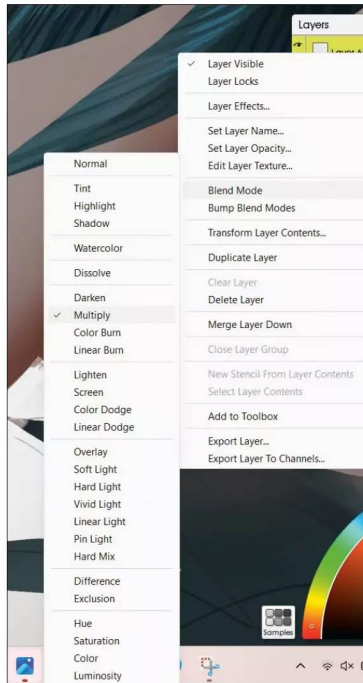 Layers
Layer Visible
Layer Locks
Layer Effects...
Set Layer Name...
Set Layer Opacity...
Edit Layer Texture...
Blend Mode
Bump Blend Modes
Transform Layer Contents...
Duplicate Layer
Clear Layer
Delete Layer
Merge Layer Down
Close Layer Group
New Stencil From Layer Contents
Select Layer Contents
Add to Toolbox
Export Layer...
Export Layer To Channels...
Normal
Tint
Highlight
Shadow
Watercolor
Dissolve
Darken
Multiply
Color Burn
Linear Burn
Lighten
Screen
Color Dodge
Linear Dodge
Overlay
Soft Light
Hard Light
Vivid Light
Linear Light
Pin Light
Hard Mix
Difference
Exclusion
Hue
Saturation
Color
Luminosity
Samples